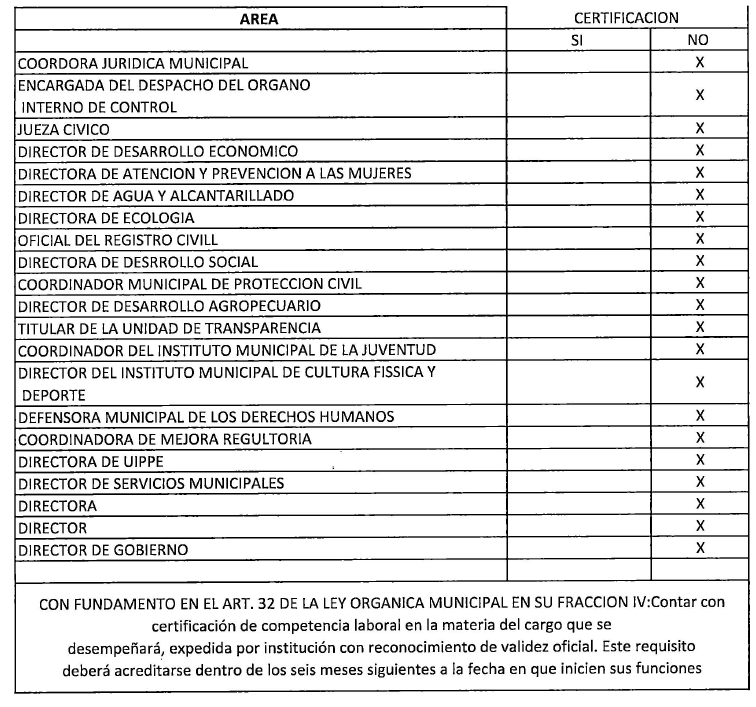 AREA CERTIFICACION
SI NO
COORDORA JURIDICA MUNICIPAL X
ENCARGADA DEL DESPACHO DEL ORGANO
INTERNO DE CONTROL X
JUEZA CIVICO X
DIRECTOR DE DESARROLLO ECONOMICO X
DIRECTORA DE ATENCION Y PREVENCION A LAS MUJERES X
DIRECTOR DE AGUA Y ALCANTARILLADO X
DIRECTORA DE ECOLOGIA X
OFICIAL DEL REGISTRO CIVILL X
DIRECTORA DE DESRROLLO SOCIAL X
COORDINADOR MUNICIPAL DE PROTECCION CIVIL X
DIRECTOR DE DESARROLLO AGROPECUARIO X
TITULAR DE LA UNIDAD DE TRANSPARENCIA X
COORDINADOR DEL INSTITUTO MUNICIPAL DE LA JUVENTUD X
DIRECTOR DEL INSTITUTO MUNICIPAL DE CULTURA FISSICA Y
DEPORTE X
DEFENSORA MUNICIPAL DE LOS DERECHOS HUMANOS X
COORDINADORA DE MEJORA REGULTORIA X
DIRECTORA DE UIPPE X
DIRECTOR DE SERVICIOS MUNICIPALES X
DIRECTORA X
DIRECTOR X
DIRECTOR DE GOBIERNO X
CON FUNDAMENTO EN EL ART. 32 DE LA LEY ORGANICA MUNICIPAL EN SU FRACCION IV:Contar con
certificación de competencia laboral en la materia del cargo que se
desempeñará, expedida por institución con reconocimiento de validez oficial. Este requisito
deberá acreditarse dentro de los seis meses siguientes a la fecha en que inicien sus funciones